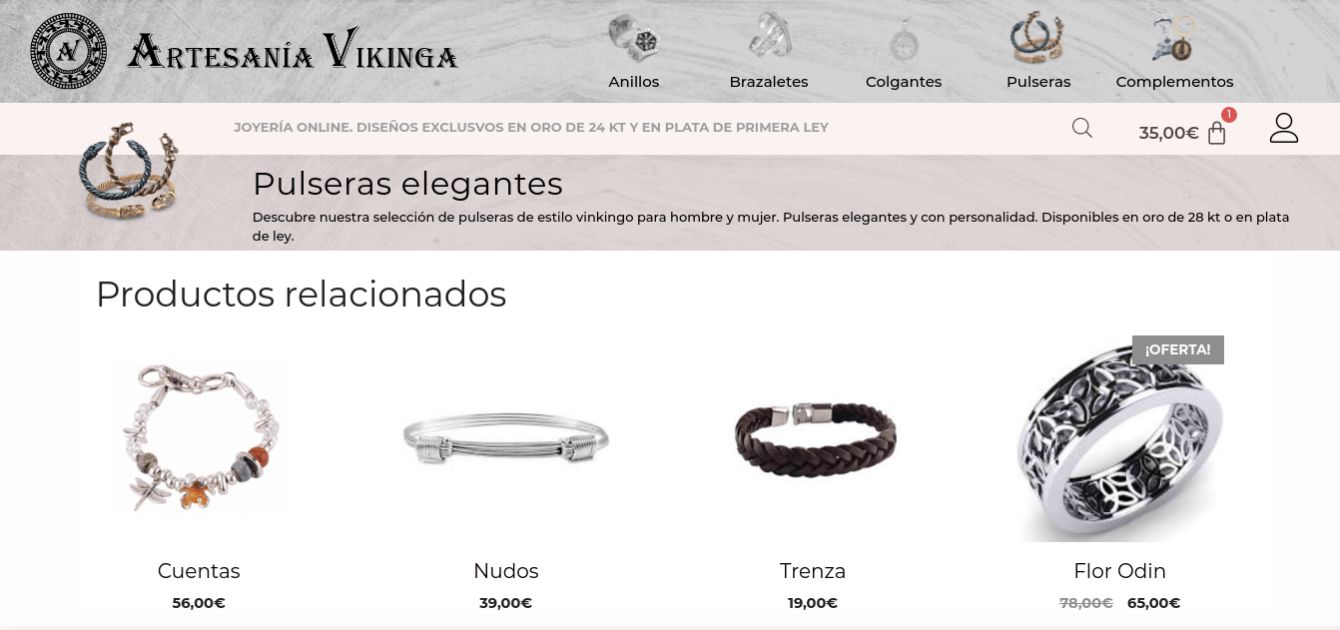 AV
Artesanía Vikinga
Anillos
Brazaletes
Colgantes
Pulseras
Complementos
JOYERÍA ONLINE. DISEÑOS EXCLUSVOS EN ORO DE 24 KT Y EN PLATA DE PRIMERA LEY
35,00€
1
Pulseras elegantes
Descubre nuestra selección de pulseras de estilo vinkingo para hombre y mujer. Pulseras elegantes y con personalidad. Disponibles en oro de 28 kt o en plata
de ley.
Productos relacionados
¡OFERTA!
Cuentas
Nudos
Trenza
Flor Odin
56,00€
39,00€
19,00€
78,00€ 65,00€